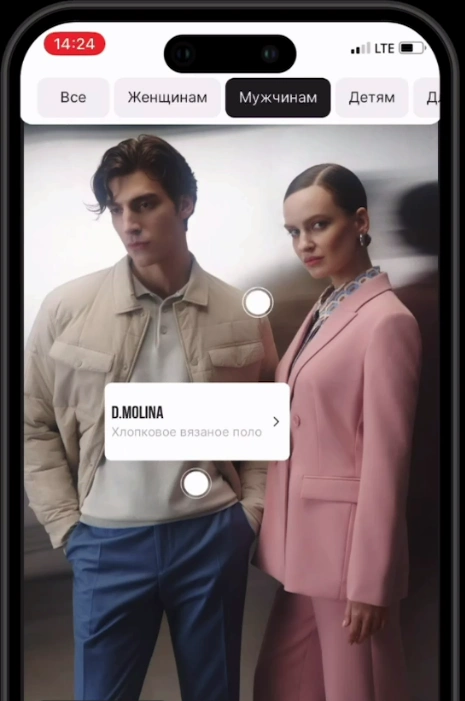 14:24
LTE
Все
Женщинам
Мужчинам
Детям
D.MOLINA
Хлопковое вязаное поло